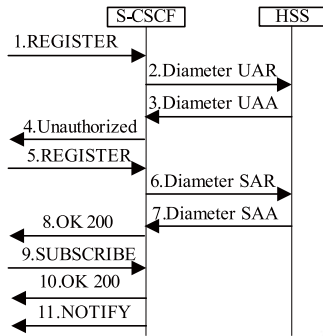 S-CSCF HSS
1.REGISTER
2.Diameter UAR
3.Diameter UAA
4.Unauthorized
5.REGISTER
6.Diameter SAR
7.Diameter SAA
8.OK 200
9.SUBSCRIBE
10.OK 200
11.NOTIFY